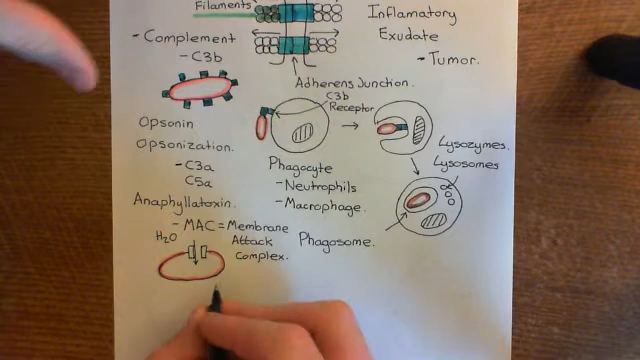 Filaments
Inflamatory
Exudate
- Tumor.
- Complement
- C3b
Adherens Junction.
C3b
Receptor
Opsonin
Opsonization.
- C3a
C5a
Anaphyllatoxin.
- MAC = Membrane
Attack
Complex.
H2O
Phagocyte
- Neutrophils
- Macrophage.
Phagosome.
Lysozymes.
Lysosomes